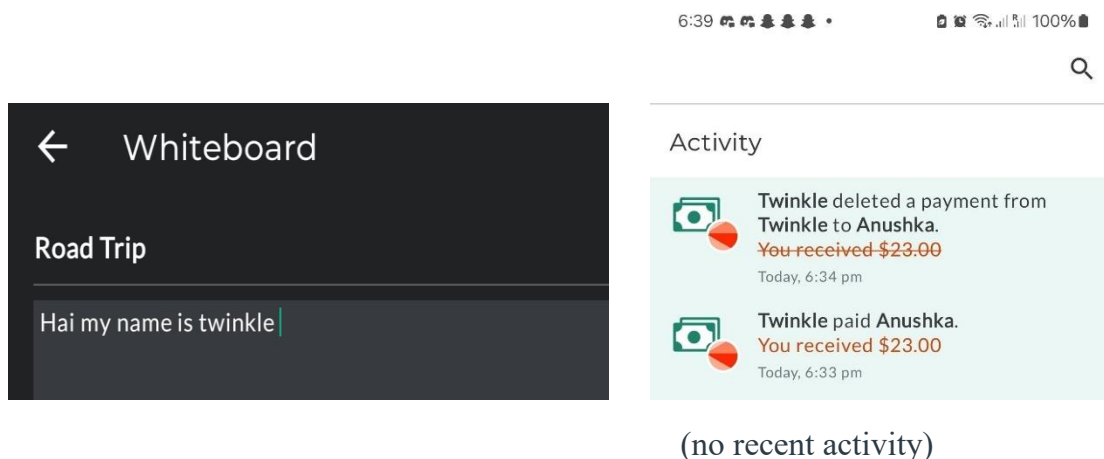 Whiteboard
Road Trip
Hai my name is twinkle
6:39
100%
Activity
Twinkle deleted a payment from
Twinkle to Anushka.
You received $23.00
Today, 6:34 pm
Twinkle paid Anushka.
You received $23.00
Today, 6:33 pm
(no recent activity)